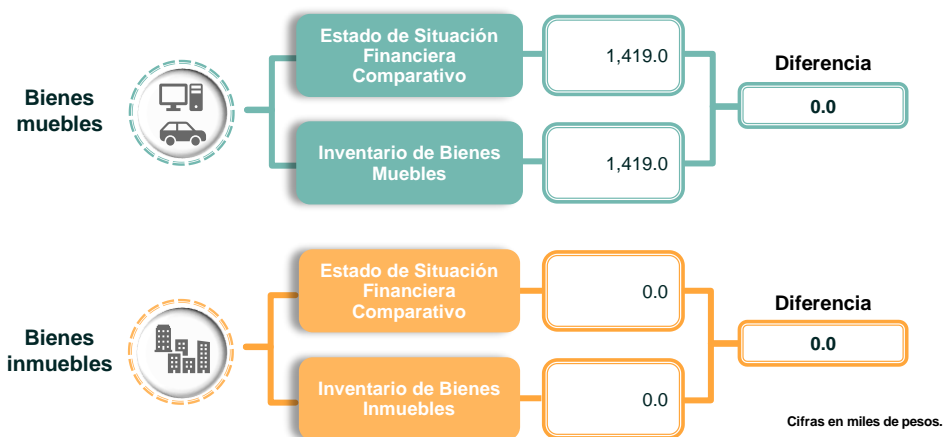 Bienes
muebles
Estado de Situación
Financiera
Comparativo
1,419.0
Inventario de Bienes
Muebles
1,419.0
Diferencia
0.0
Bienes
inmuebles
Estado de Situación
Financiera
Comparativo
0.0
Inventario de Bienes
Inmuebles
0.0
Diferencia
0.0
Cifras en miles de pesos.